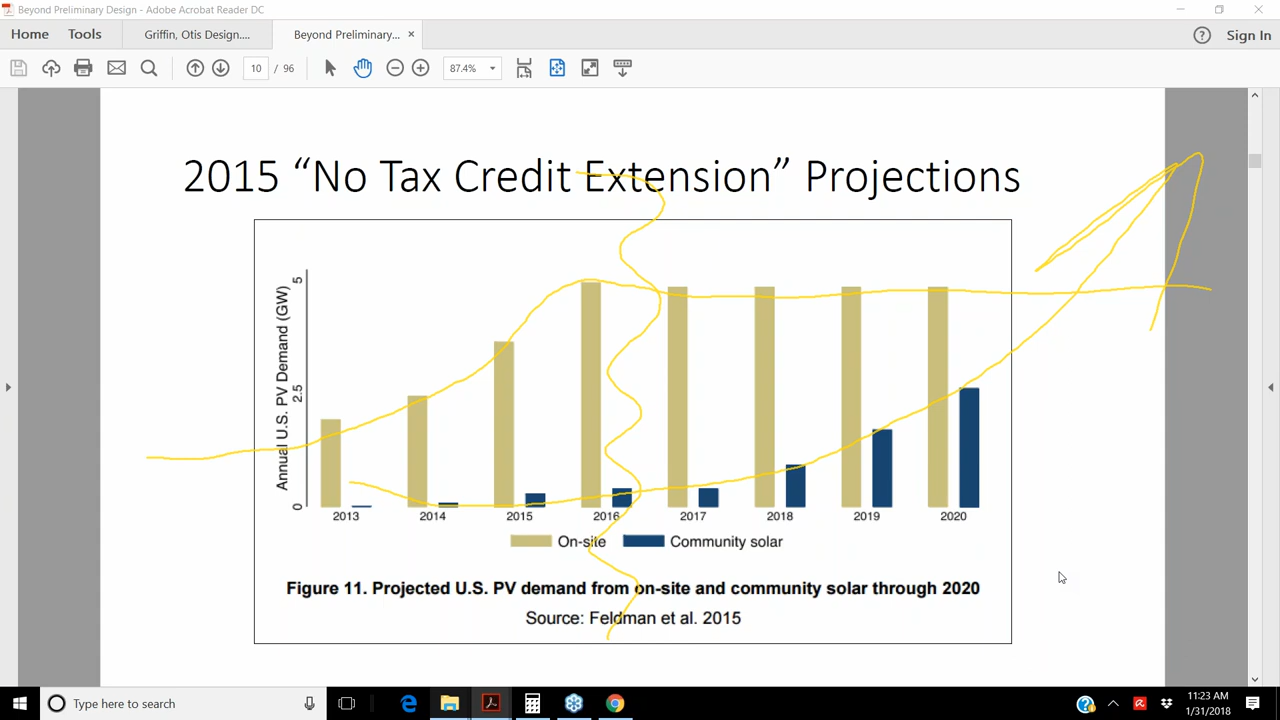 Beyond Preliminary Design - Adobe Acrobat Reader DC
Home Tools Griffin, Otis Design.... Beyond Preliminary... × Sign In
10 / 96 87.4%
2015 “No Tax Credit Extension” Projections
Annual U.S. PV Demand (GW)
5
2.5
0
2013 2014 2015 2016 2017 2018 2019 2020
On-site Community solar
Figure 11. Projected U.S. PV demand from on-site and community solar through 2020
Source: Feldman et al. 2015
Type here to search
11:23 AM
1/31/2018